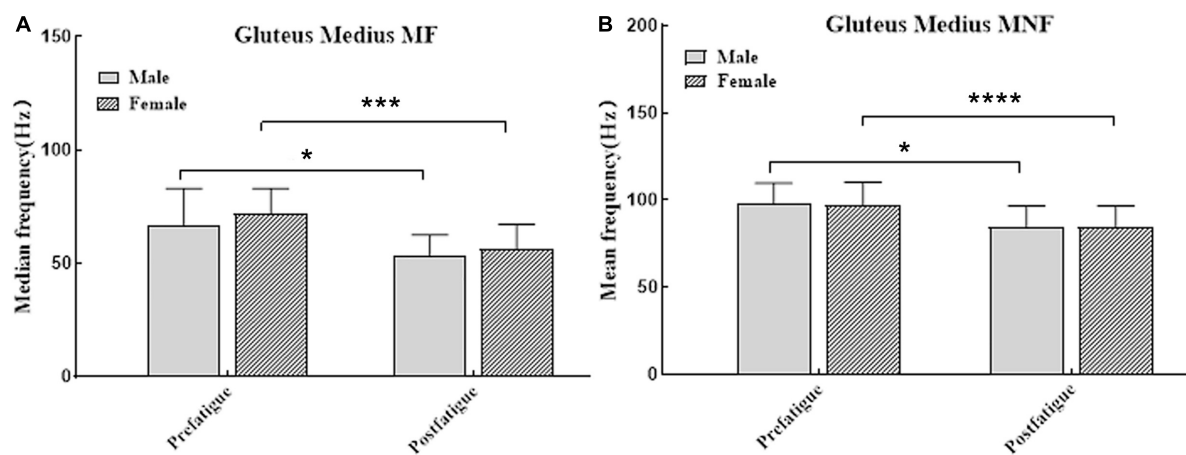 A
Gluteus Medius MF
Median frequency(Hz)
150
100
50
0
Male
Female
***
*
Prefatigue
Postfatigue
B
Gluteus Medius MNF
Mean frequency(Hz)
200
150
100
50
0
Male
Female
****
*
Prefatigue
Postfatigue